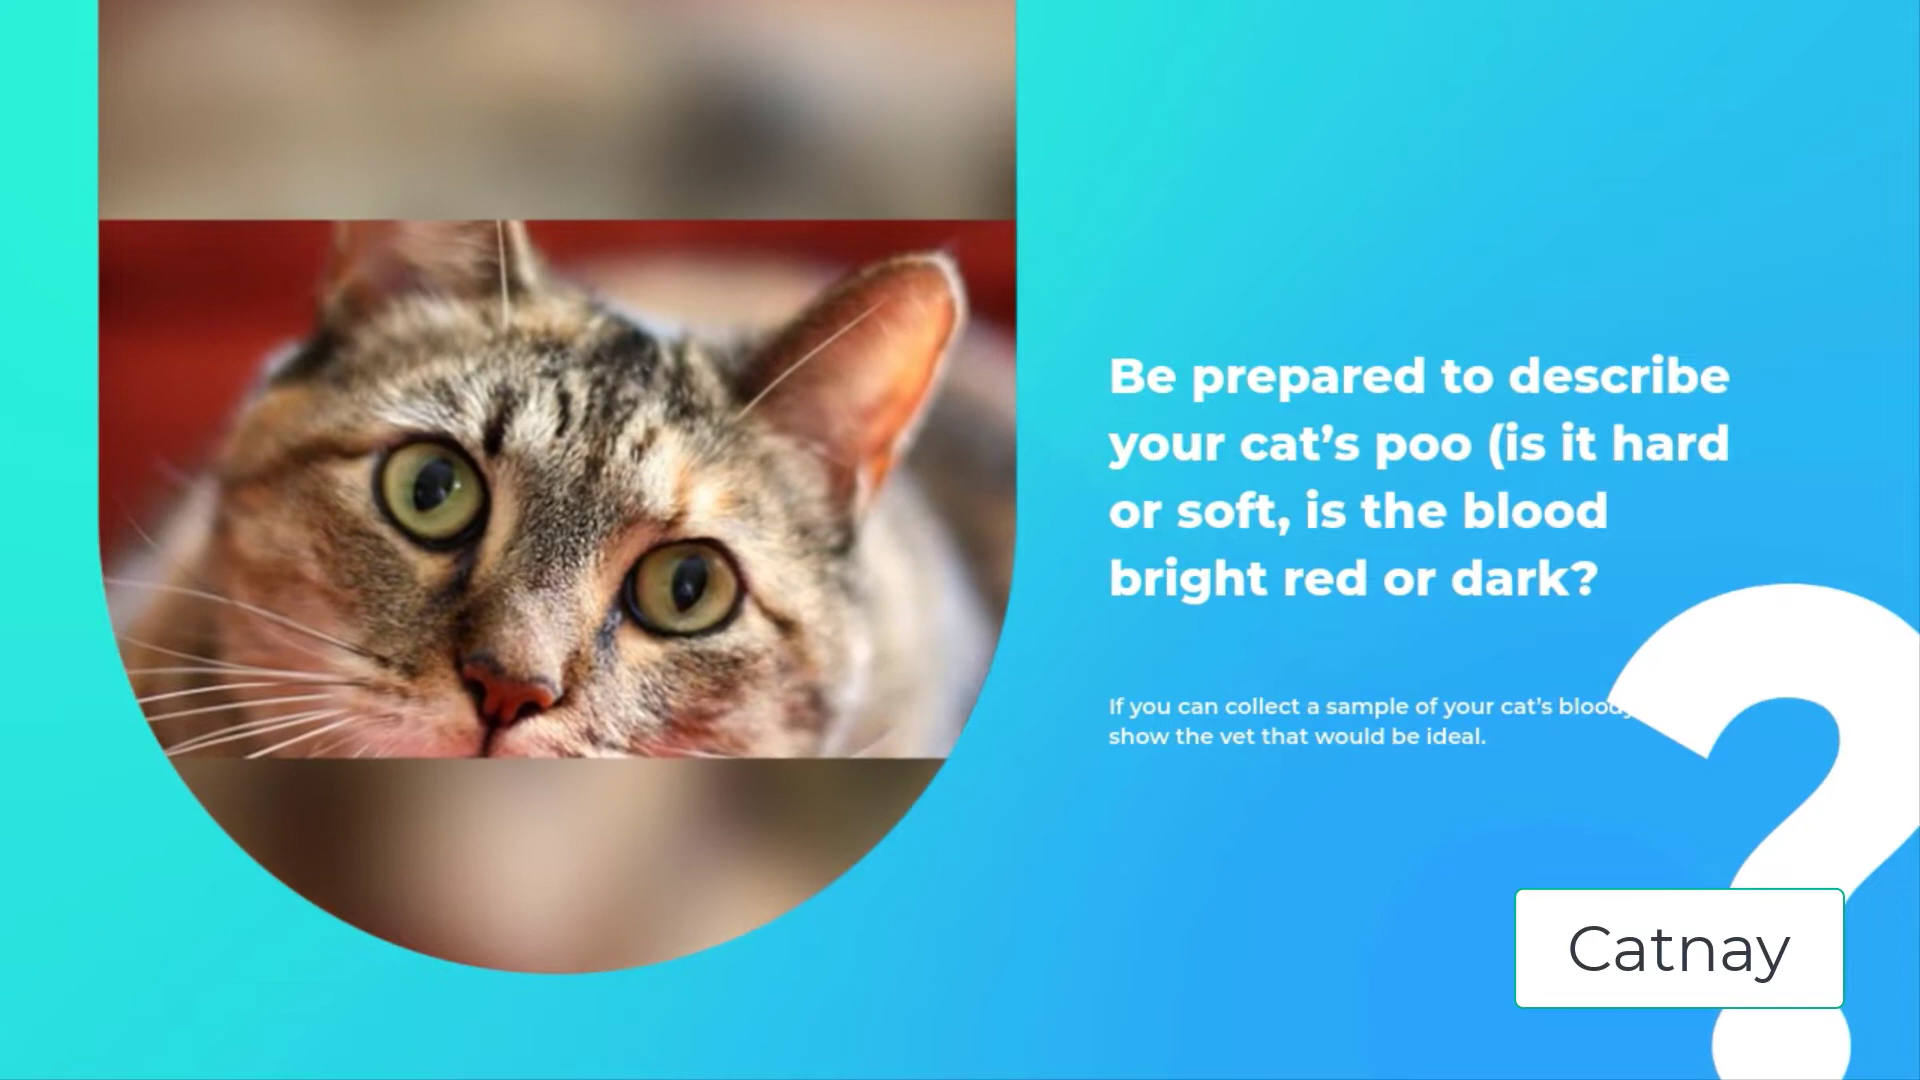 Be prepared to describe
your cat’s poo (is it hard
or soft, is the blood
bright red or dark?
If you can collect a sample of your cat’s bloody
show the vet that would be ideal.
?
Catnay